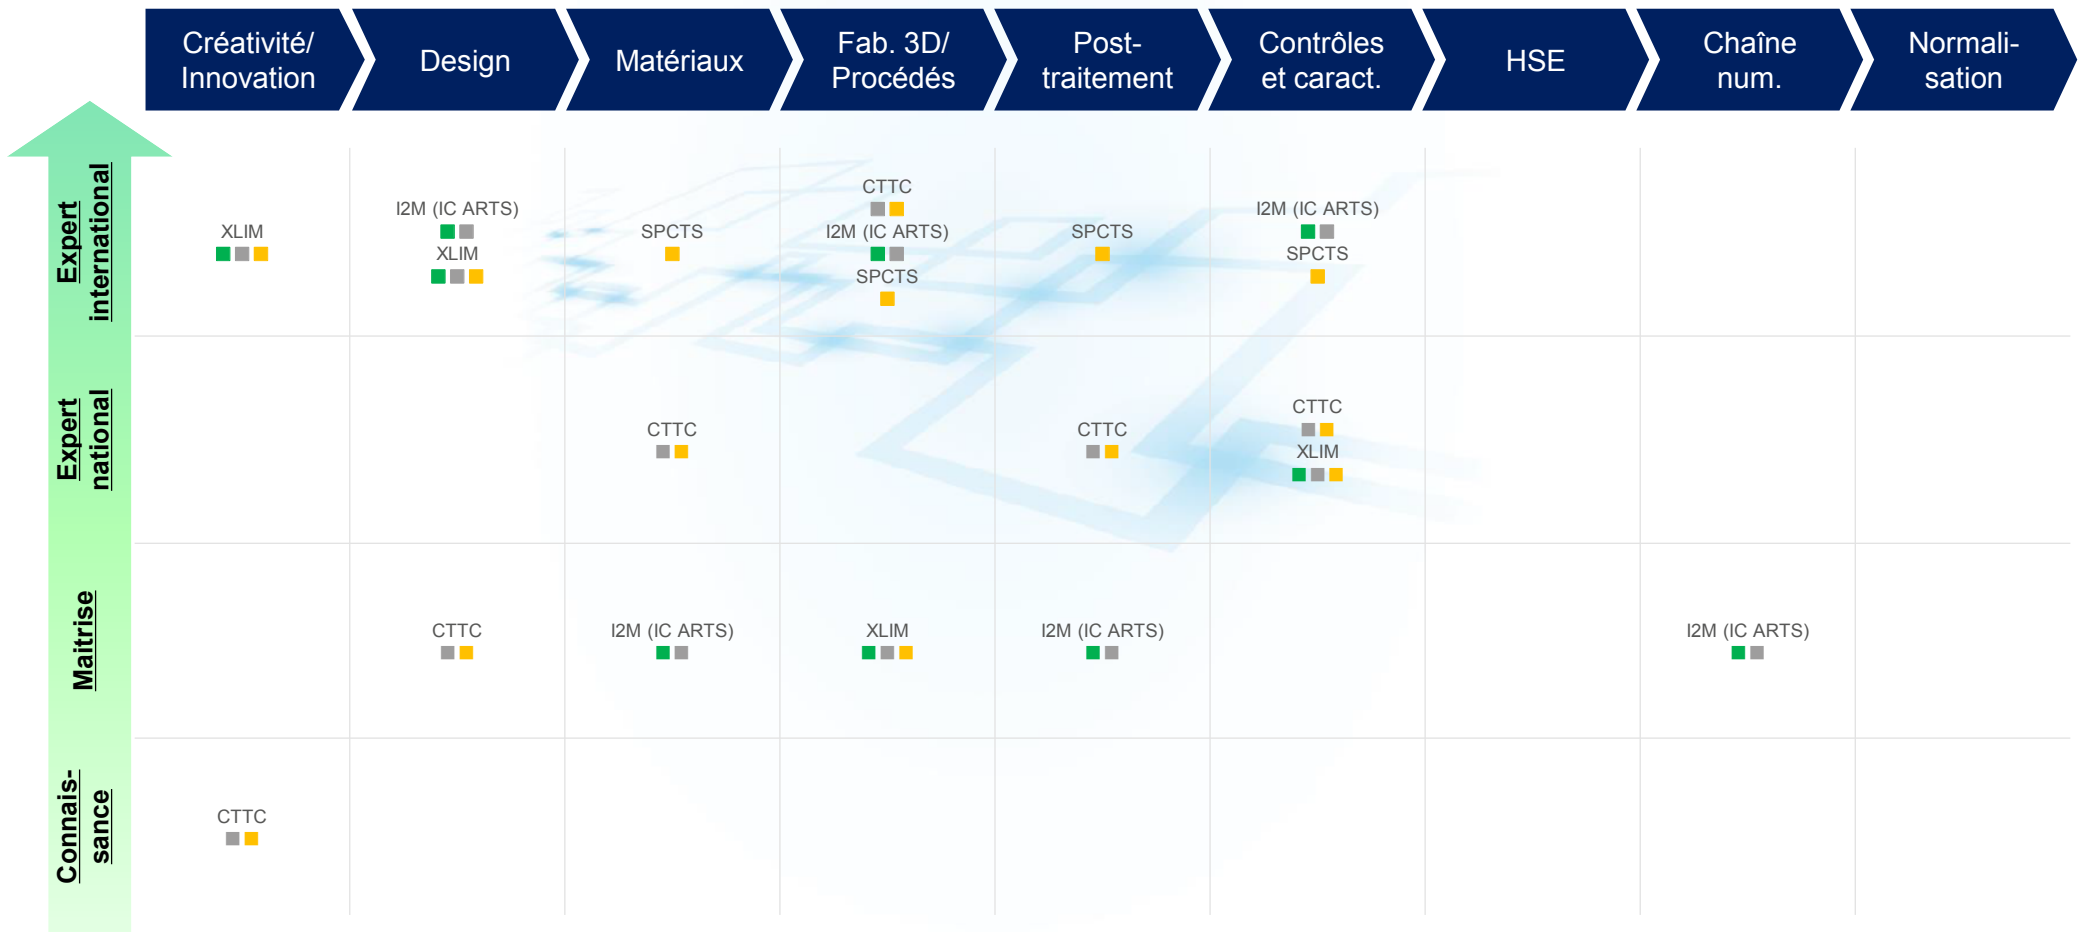 Créativité/
Innovation
Design
Matériaux
Fab. 3D/
Procédés
Post-
traitement
Contrôles
et caract.
HSE
Chaîne
num.
Normali-
sation
Expert
international
XLIM
I2M (IC ARTS)
XLIM
SPCTS
CTTC
I2M (IC ARTS)
SPCTS
SPCTS
I2M (IC ARTS)
SPCTS
Expert
national
CTTC
CTTC
CTTC
XLIM
Maitrise
CTTC
I2M (IC ARTS)
XLIM
I2M (IC ARTS)
I2M (IC ARTS)
Connais-
sance
CTTC